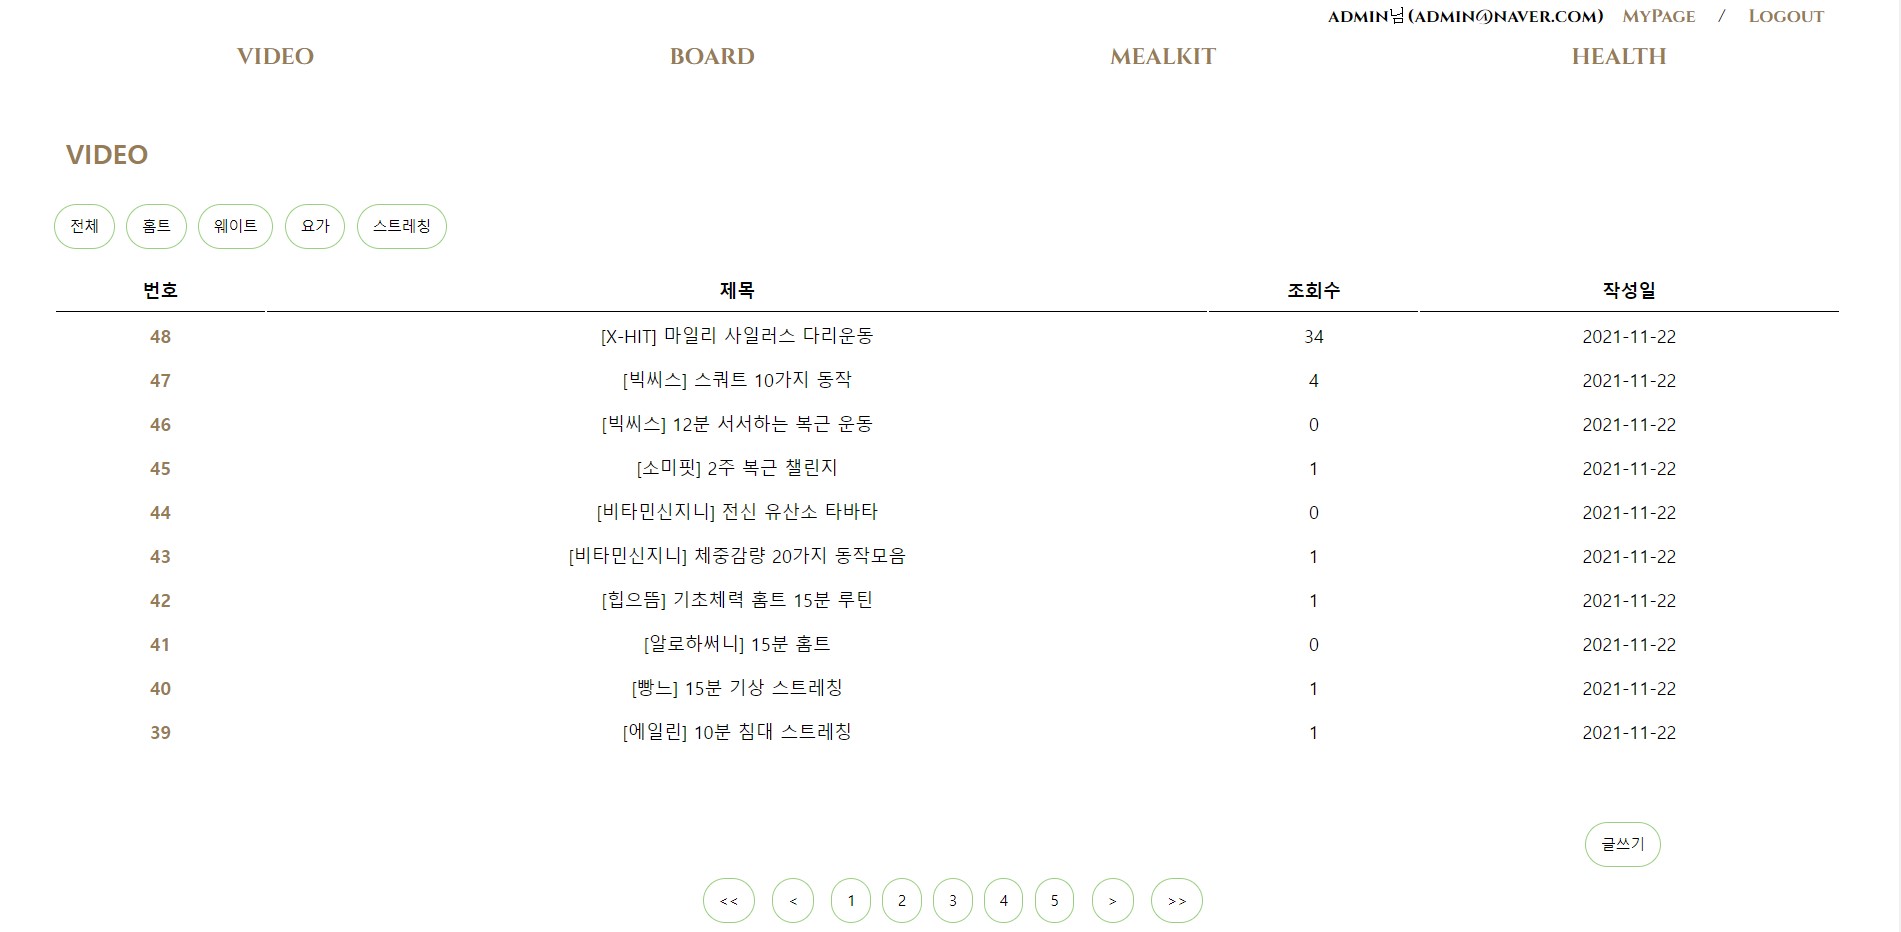 ADMIN님(ADMIN@NAVER.COM) MYPAGE / LOGOUT
VIDEO BOARD MEALKIT HEALTH
VIDEO
전체 홈트 웨이트 요가 스트레칭
번호 제목 조회수 작성일
48 [X-HIT] 마일리 사일러스 다리운동 34 2021-11-22
47 [빅씨스] 스쿼트 10가지 동작 4 2021-11-22
46 [빅씨스] 12분 서서하는 복근 운동 0 2021-11-22
45 [소미핏] 2주 복근 챌린지 1 2021-11-22
44 [비타민신지니] 전신 유산소 타바타 0 2021-11-22
43 [비타민신지니] 체중감량 20가지 동작모음 1 2021-11-22
42 [힙으뜸] 기초체력 홈트 15분 루틴 1 2021-11-22
41 [알로하써니] 15분 홈트 0 2021-11-22
40 [빵느] 15분 기상 스트레칭 1 2021-11-22
39 [에일린] 10분 침대 스트레칭 1 2021-11-22
글쓰기
<< < 1 2 3 4 5 > >>